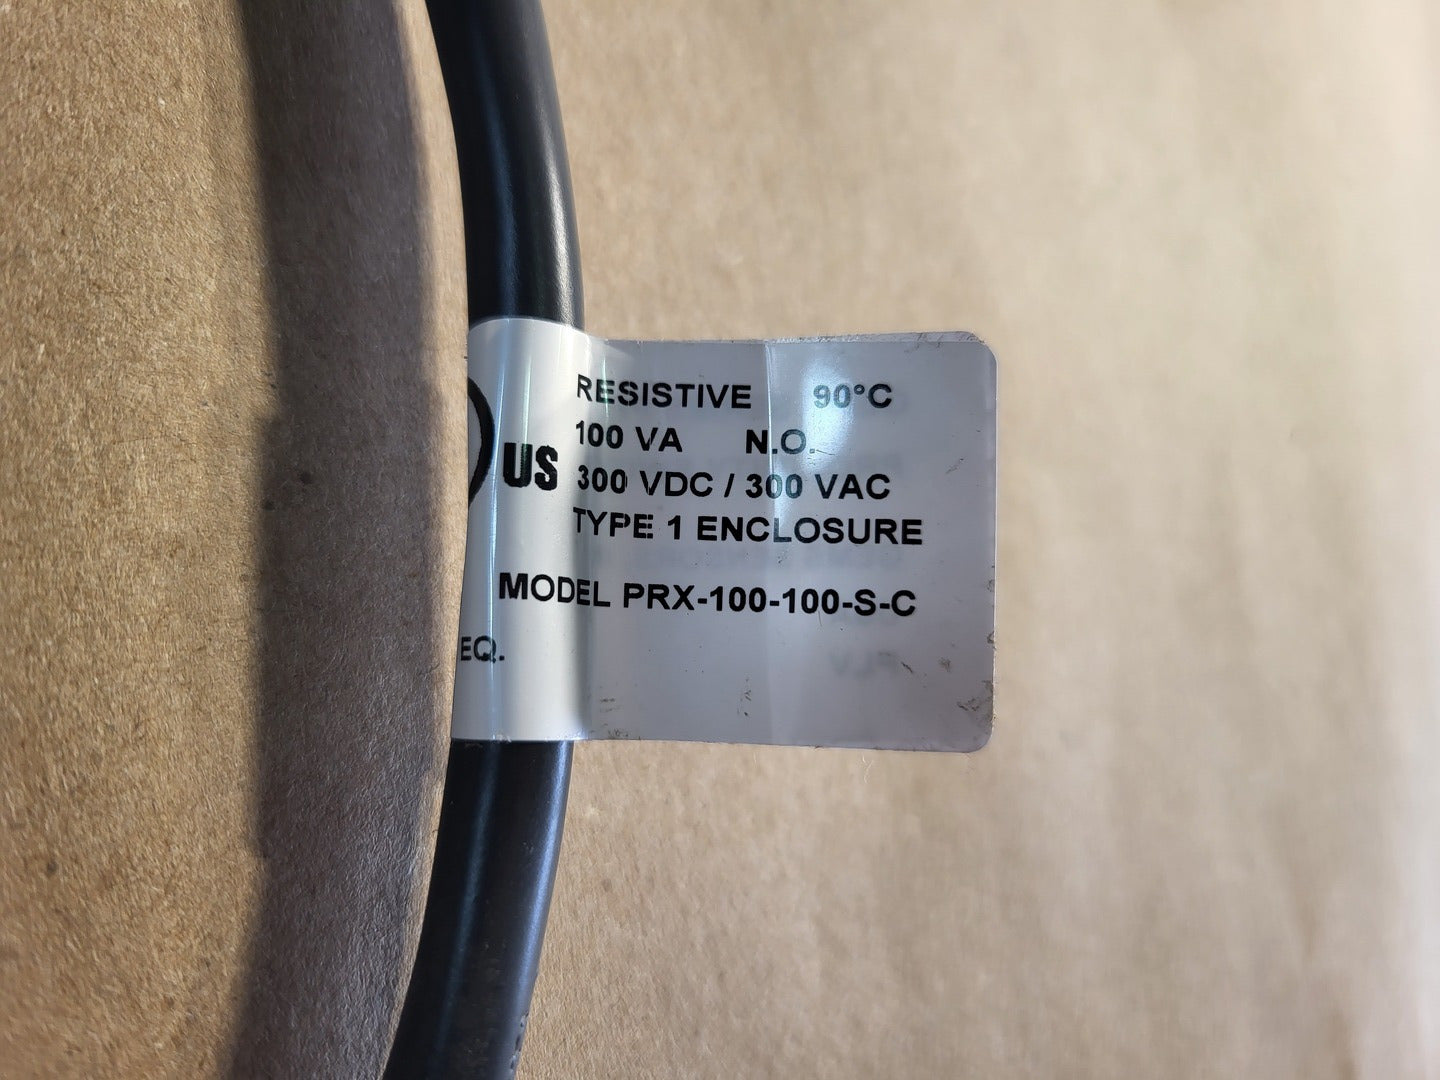 RESISTIVE 90°C
100 VA N.O.
US
300 VDC / 300 VAC
TYPE 1 ENCLOSURE
MODEL PRX-100-100-S-C
EQ.